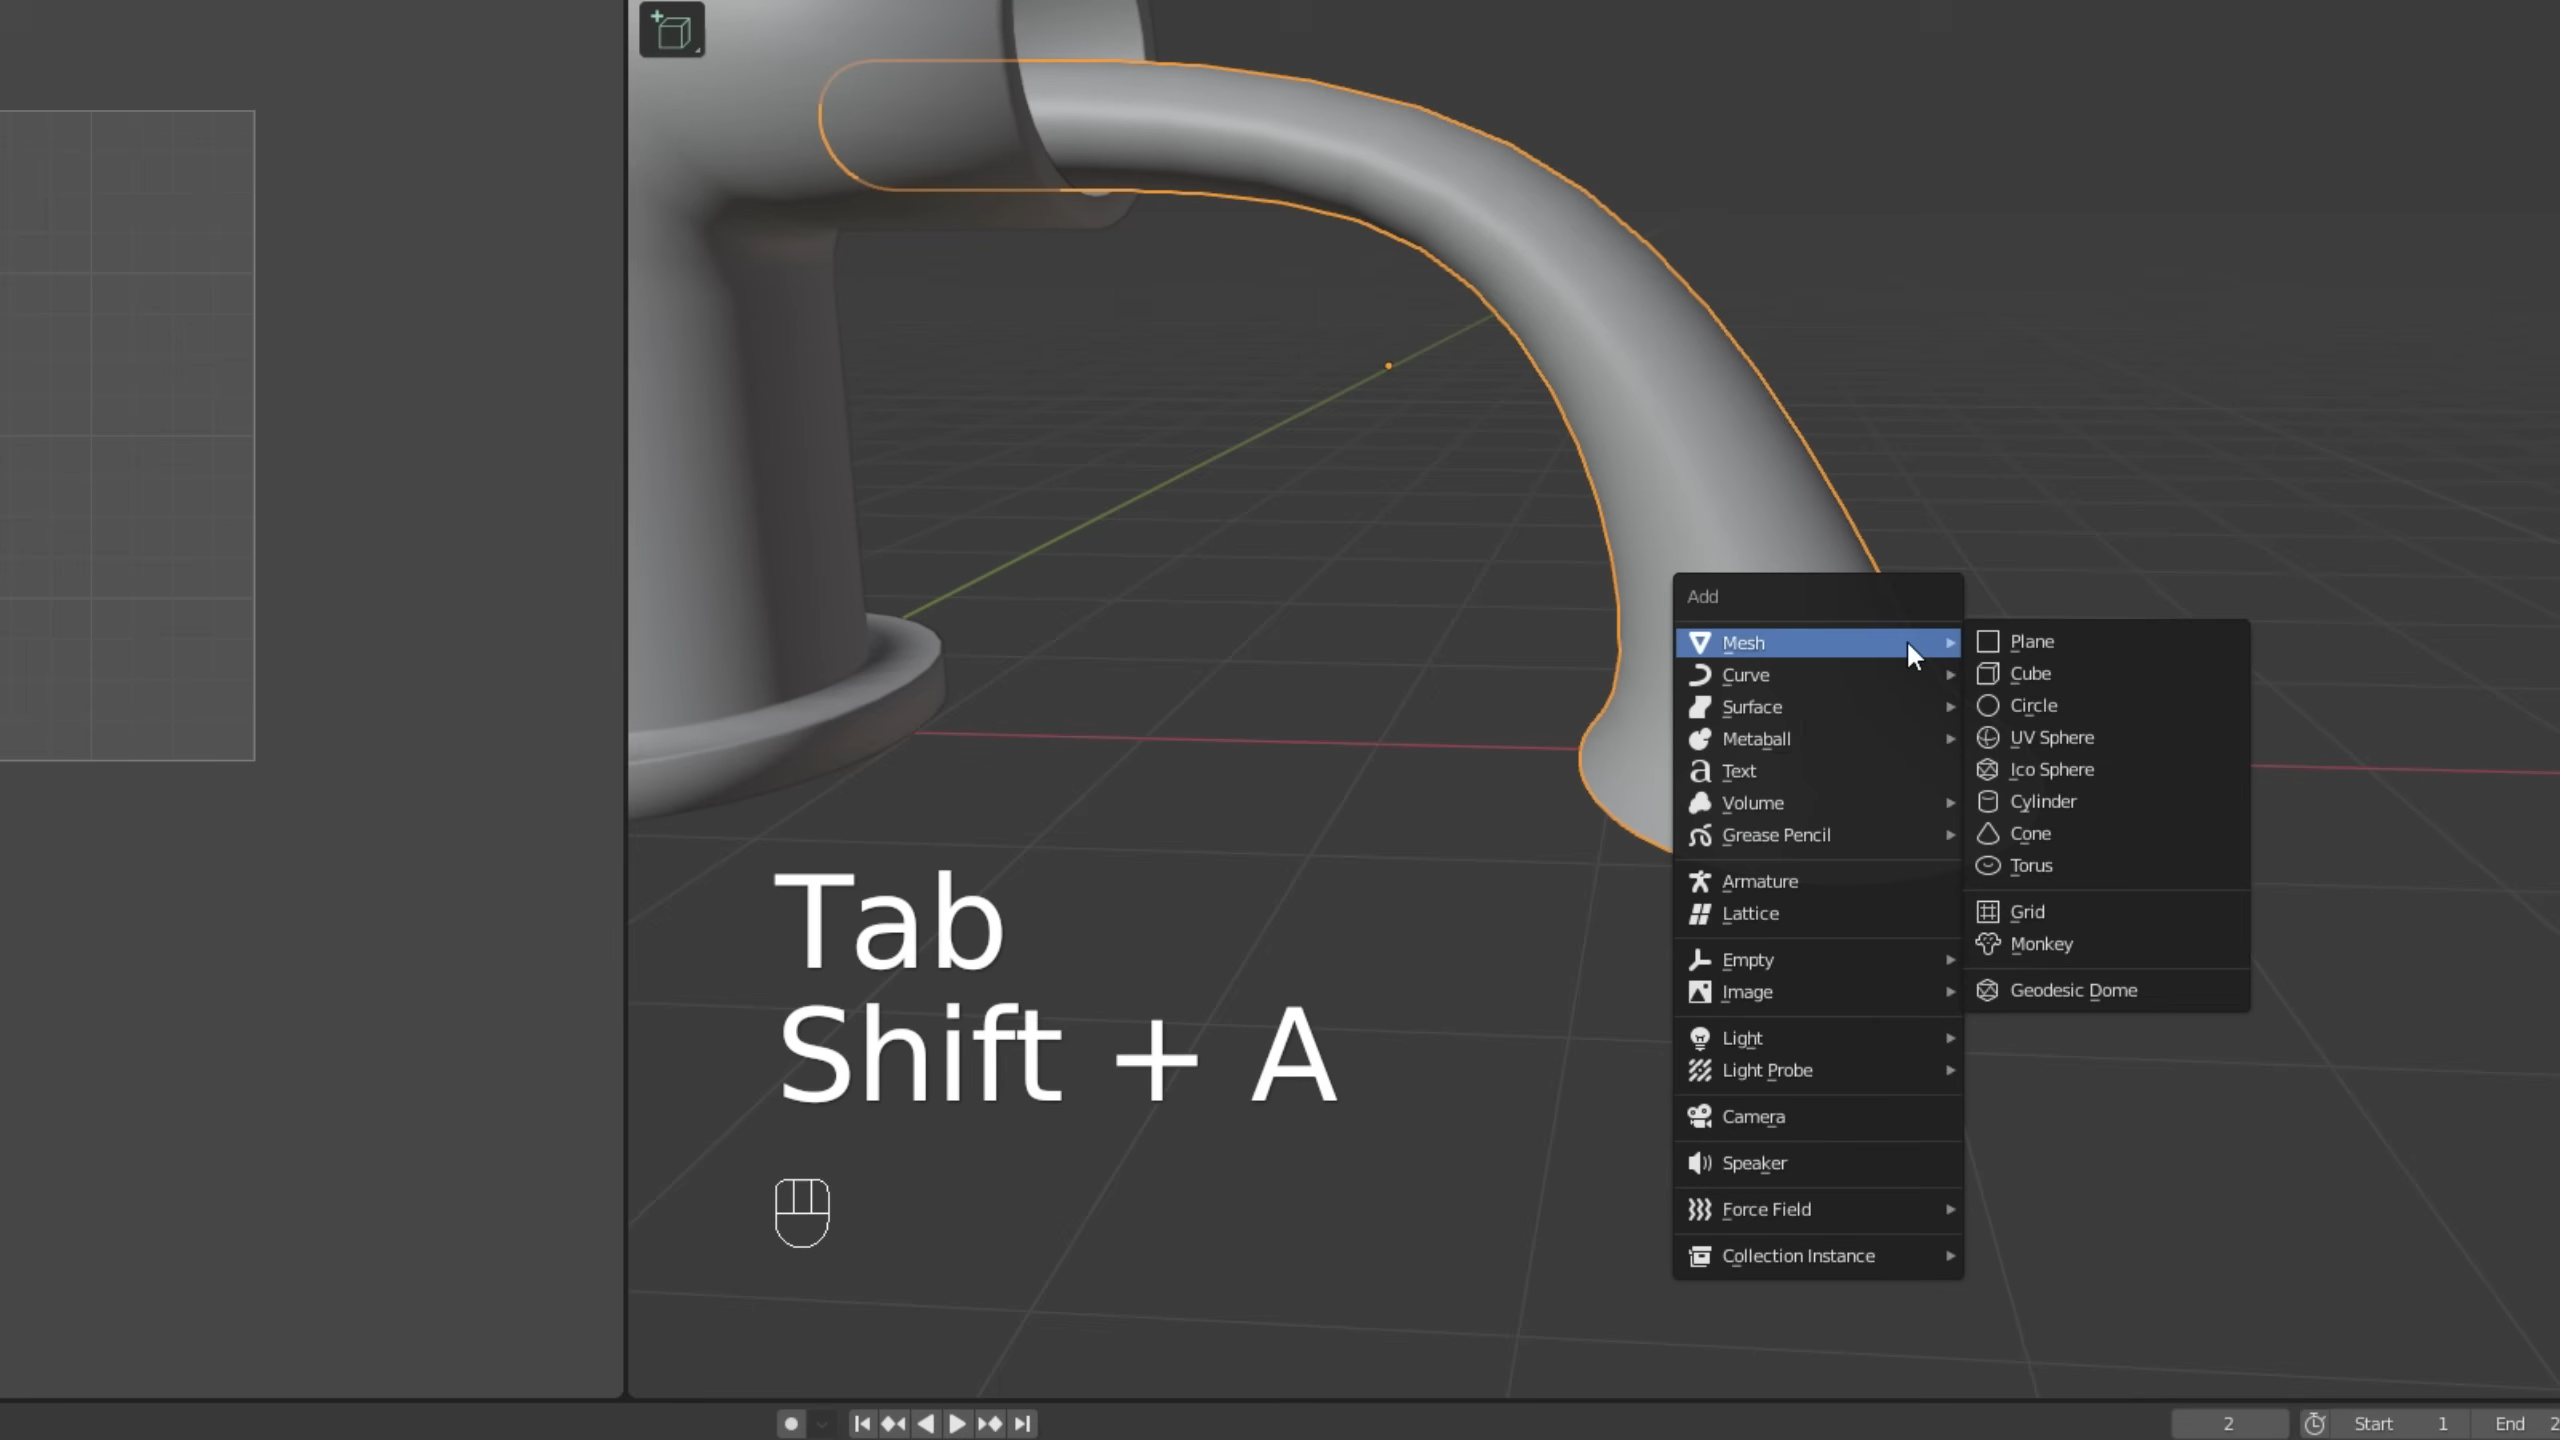 Add
Mesh
Curve
Surface
Metaball
Text
Volume
Grease Pencil
Armature
Lattice
Empty
Image
Light
Light Probe
Camera
Speaker
Force Field
Collection Instance
Plane
Cube
Circle
UV Sphere
Ico Sphere
Cylinder
Cone
Torus
Grid
Monkey
Geodesic Dome
Tab
Shift + A
2 Start 1 End 2